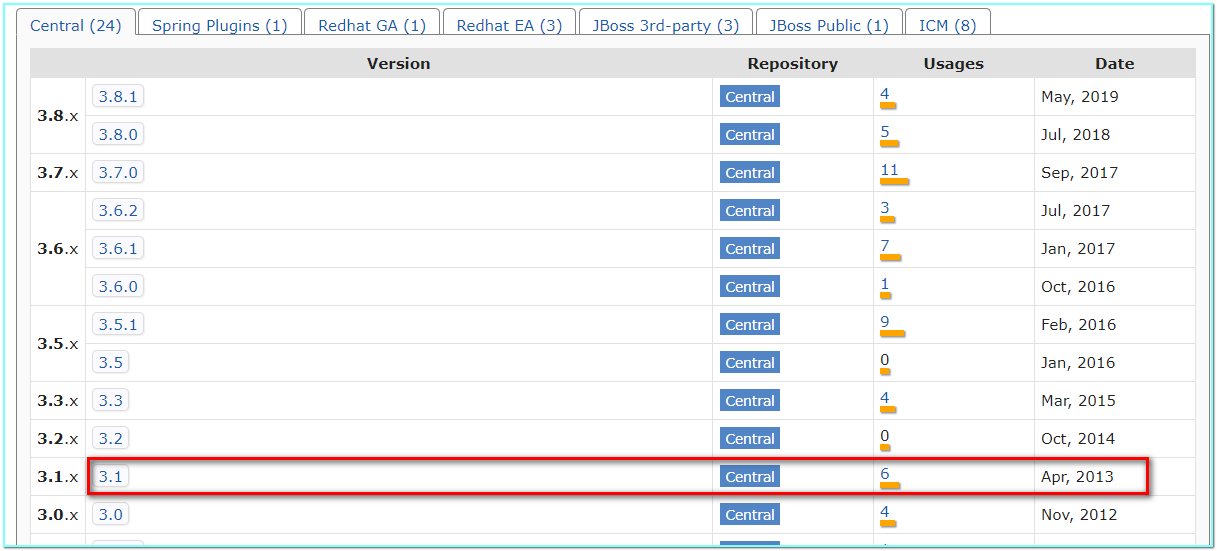 Central (24) Spring Plugins (1) Redhat GA (1) Redhat EA (3) JBoss 3rd-party (3) JBoss Public (1) ICM (8)
Version Repository Usages Date
3.8.x 3.8.1 Central 4 May, 2019
3.8.0 Central 5 Jul, 2018
3.7.x 3.7.0 Central 11 Sep, 2017
3.6.x 3.6.2 Central 3 Jul, 2017
3.6.1 Central 7 Jan, 2017
3.6.0 Central 1 Oct, 2016
3.5.x 3.5.1 Central 9 Feb, 2016
3.5 Central 0 Jan, 2016
3.3.x 3.3 Central 4 Mar, 2015
3.2.x 3.2 Central 0 Oct, 2014
3.1.x 3.1 Central 6 Apr, 2013
3.0.x 3.0 Central 4 Nov, 2012